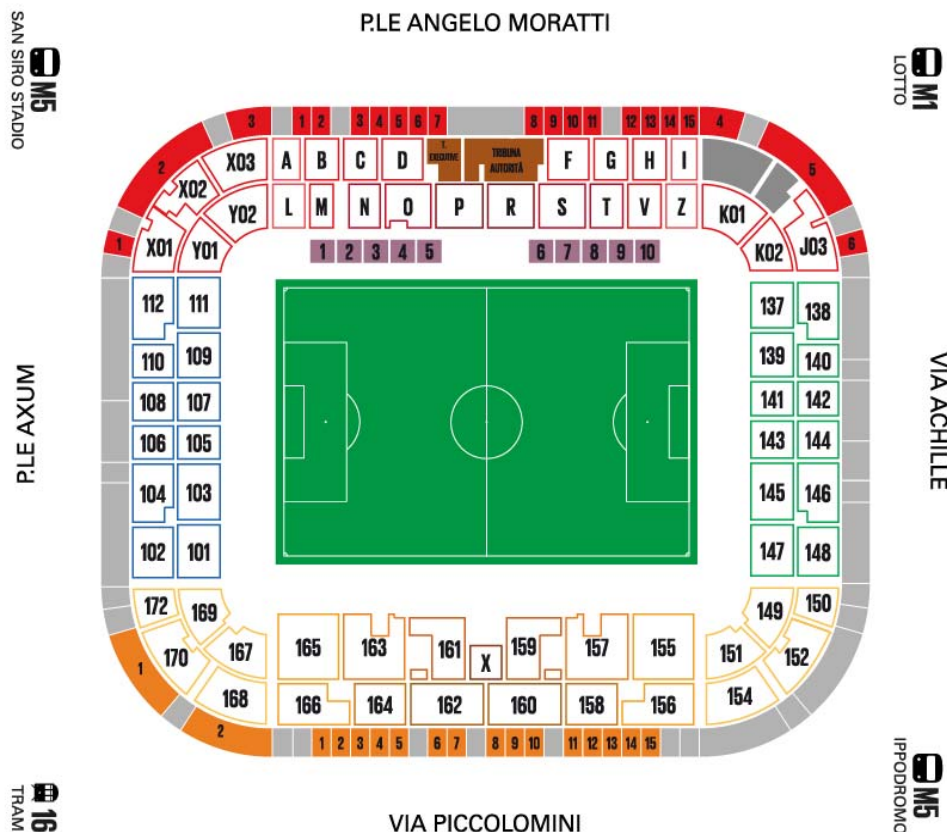 P.LE ANGELO MORATTI
M5
SAN SIRO STADIO
M1
LOTTO
3 1 2 3 4 5 6 7 8 9 10 11 12 13 14 15 4
2 5
X03 A B C D T. EXECUTIVE TRIBUNA AUTORITÀ F G H I
X02
Y02 L M N O P R S T V Z K01
1 X01 Y01 K02 J03 6
1 2 3 4 5 6 7 8 9 10
112 111 137 138
110 109 139 140
108 107 141 142
106 105 143 144
104 103 145 146
102 101 147 148
P.LE AXUM
VIA ACHILLE
172 169 149 150
170 167 165 163 161 X 159 157 155 151 152
1
168 166 164 162 160 158 156 154
2 1 2 3 4 5 6 7 8 9 10 11 12 13 14 15
16
TRAM
M5
IPPODROMO
VIA PICCOLOMINI